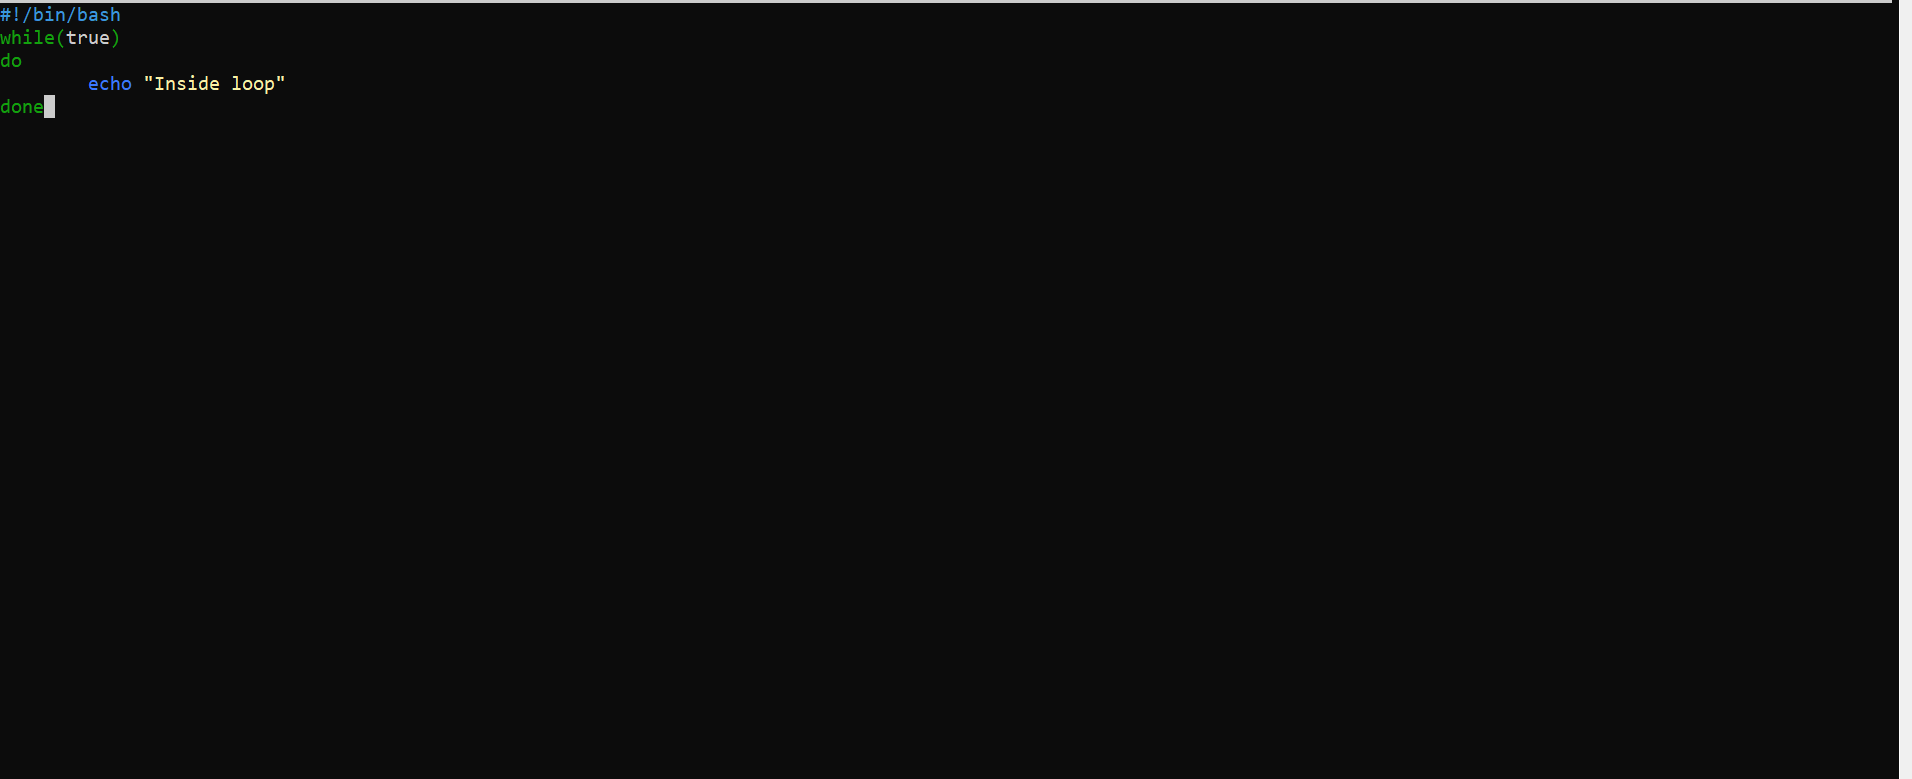 #!/bin/bash
while(true)
do
        echo "Inside loop"
done